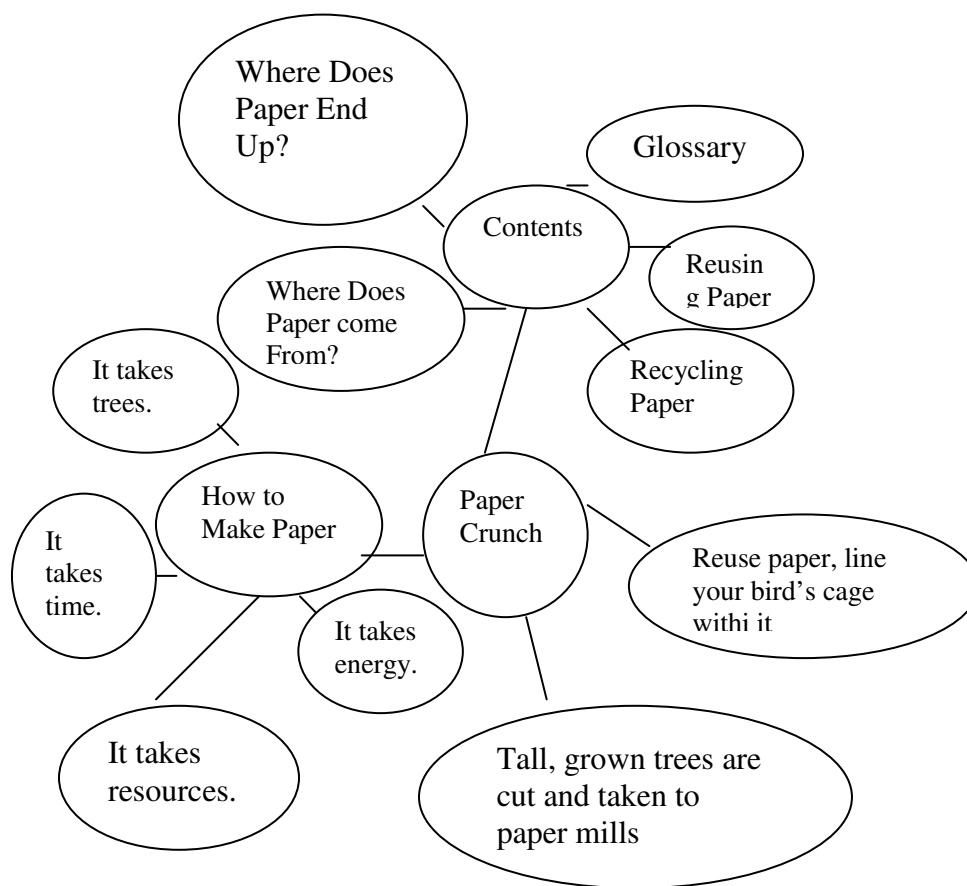 Where Does
Paper End
Up?
Glossary
Contents
Reusin
g Paper
Where Does
Paper come
From?
It takes
trees.
Recycling
Paper
How to
Make Paper
Paper
Crunch
It
takes
time.
Reuse paper, line
your bird's cage
withi it
It takes
energy.
It takes
resources.
Tall, grown trees are
cut and taken to
paper mills